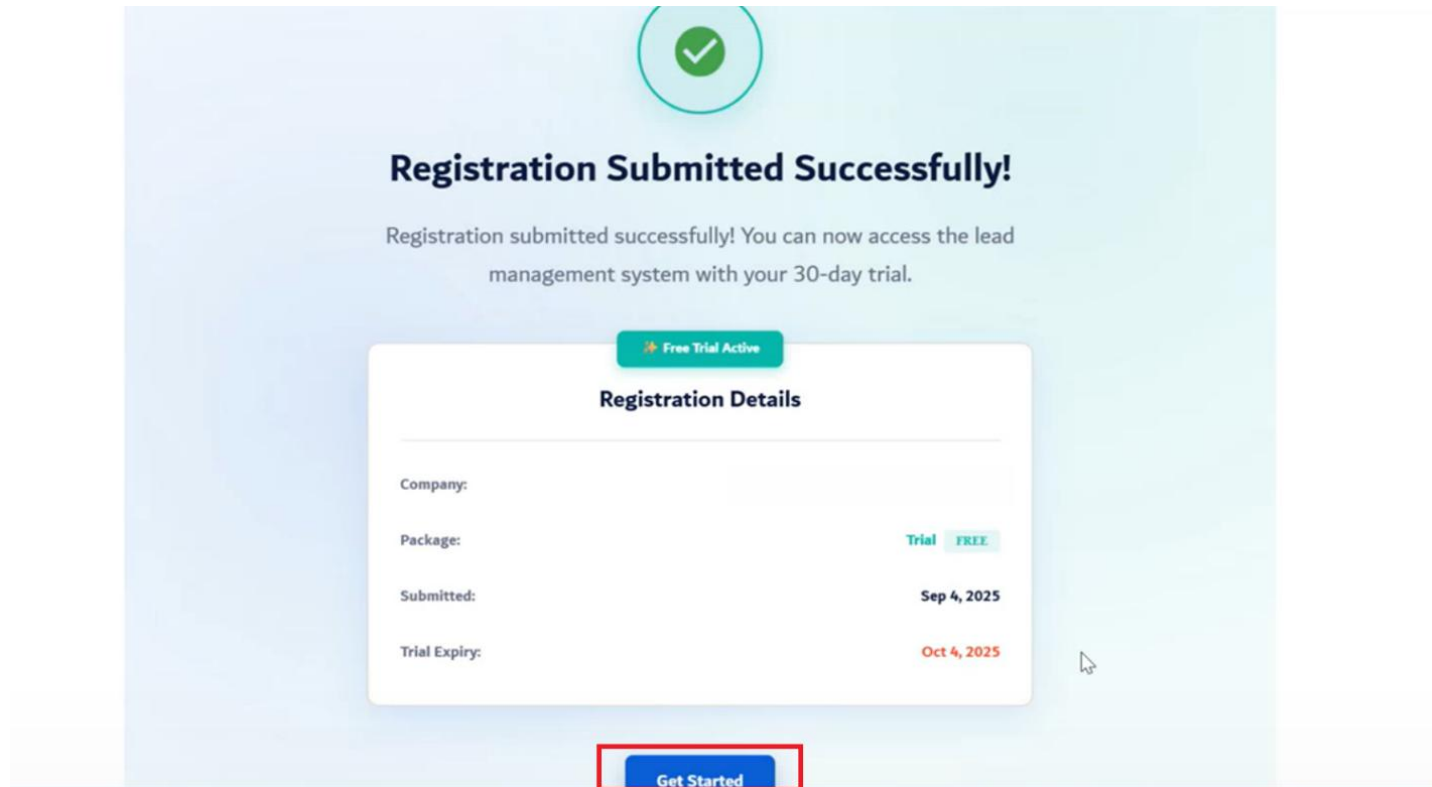 Registration Submitted Successfully!
Registration submitted successfully! You can now access the lead
management system with your 30-day trial.
✨ Free Trial Active
Registration Details
Company:
Package: Trial FREE
Submitted: Sep 4, 2025
Trial Expiry: Oct 4, 2025
Get Started